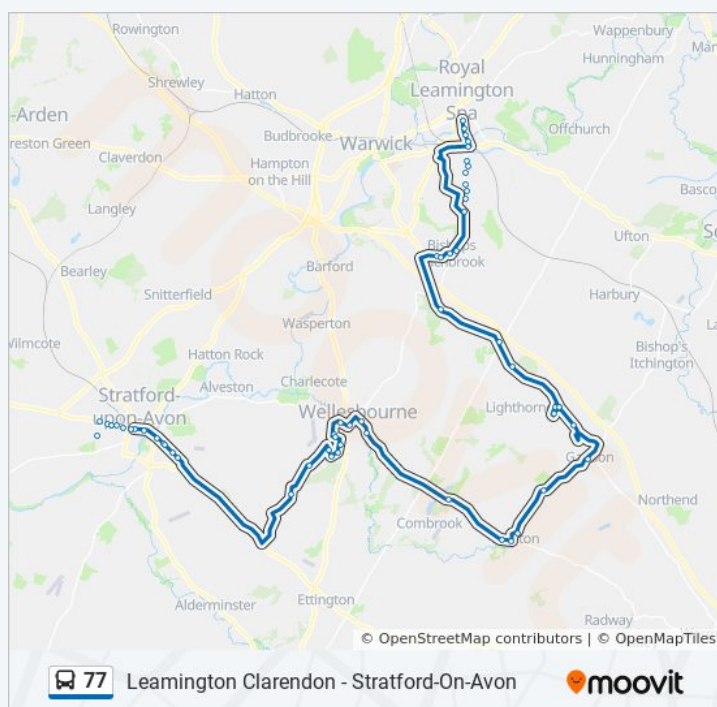 Rowington
Wappenbury
Hunningham
Shrewley
Hatton
Royal
Leamington
Spa
-Arden
Offchurch
Budbrooke
Warwick
Claverdon
Hampton
on the Hill
Langley
Ufton
Bishops
Bearley
Barford
Snitterfield
Harbury
Wasperton
Wilmcote
Hatton Rock
Bishop's
Itchington
Stratford-
upon-Avon
Alveston
Charlecote
Wellesbourne
Lighthorne
Combrook
Northend
Ettington
Alderminster
Radway
© OpenStreetMap contributors | © OpenMapTiles
77
Leamington Clarendon - Stratford-On-Avon
moovit